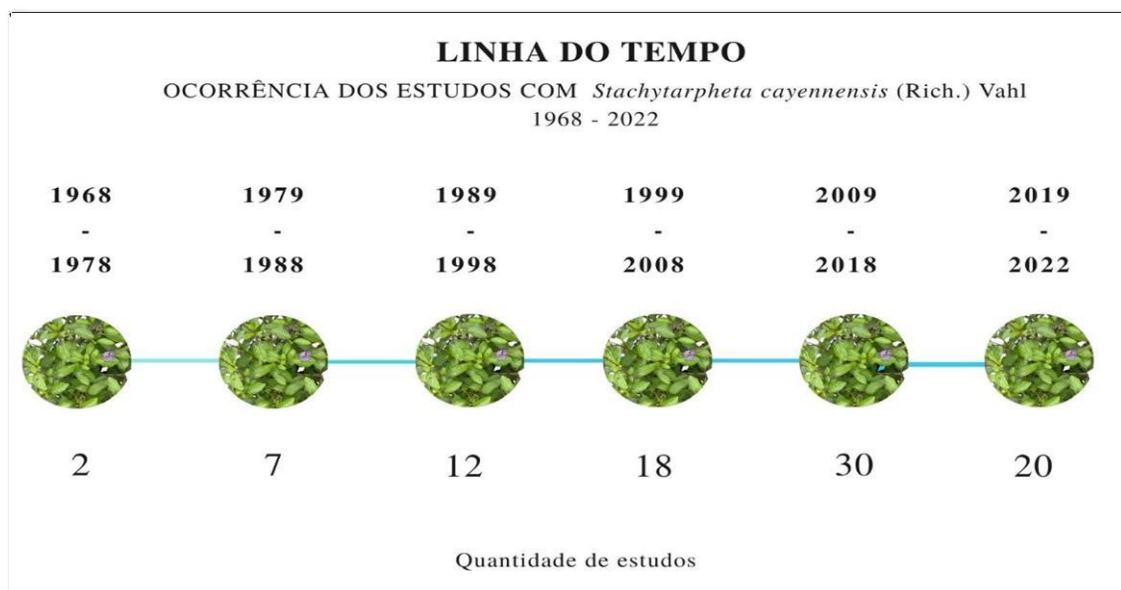 LINHA DO TEMPO
OCORRÊNCIA DOS ESTUDOS COM Stachytarpheta cayennensis (Rich.) Vahl
1968 - 2022
1968 1979 1989 1999 2009 2019
- - - - - -
1978 1988 1998 2008 2018 2022
2 7 12 18 30 20
Quantidade de estudos